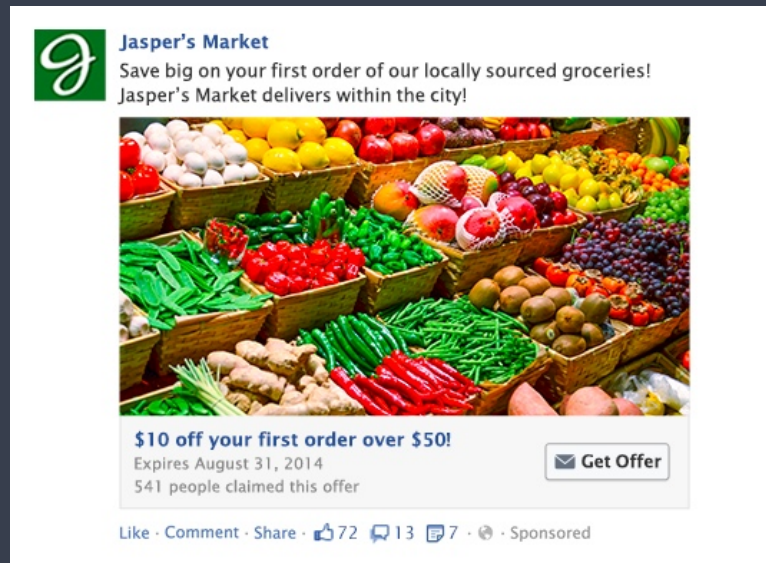 Jasper's Market
Save big on your first order of our locally sourced groceries!
Jasper's Market delivers within the city!
$10 off your first order over $50!
Expires August 31, 2014
541 people claimed this offer
Get Offer
Like · Comment · Share · 72 13 7 · · Sponsored